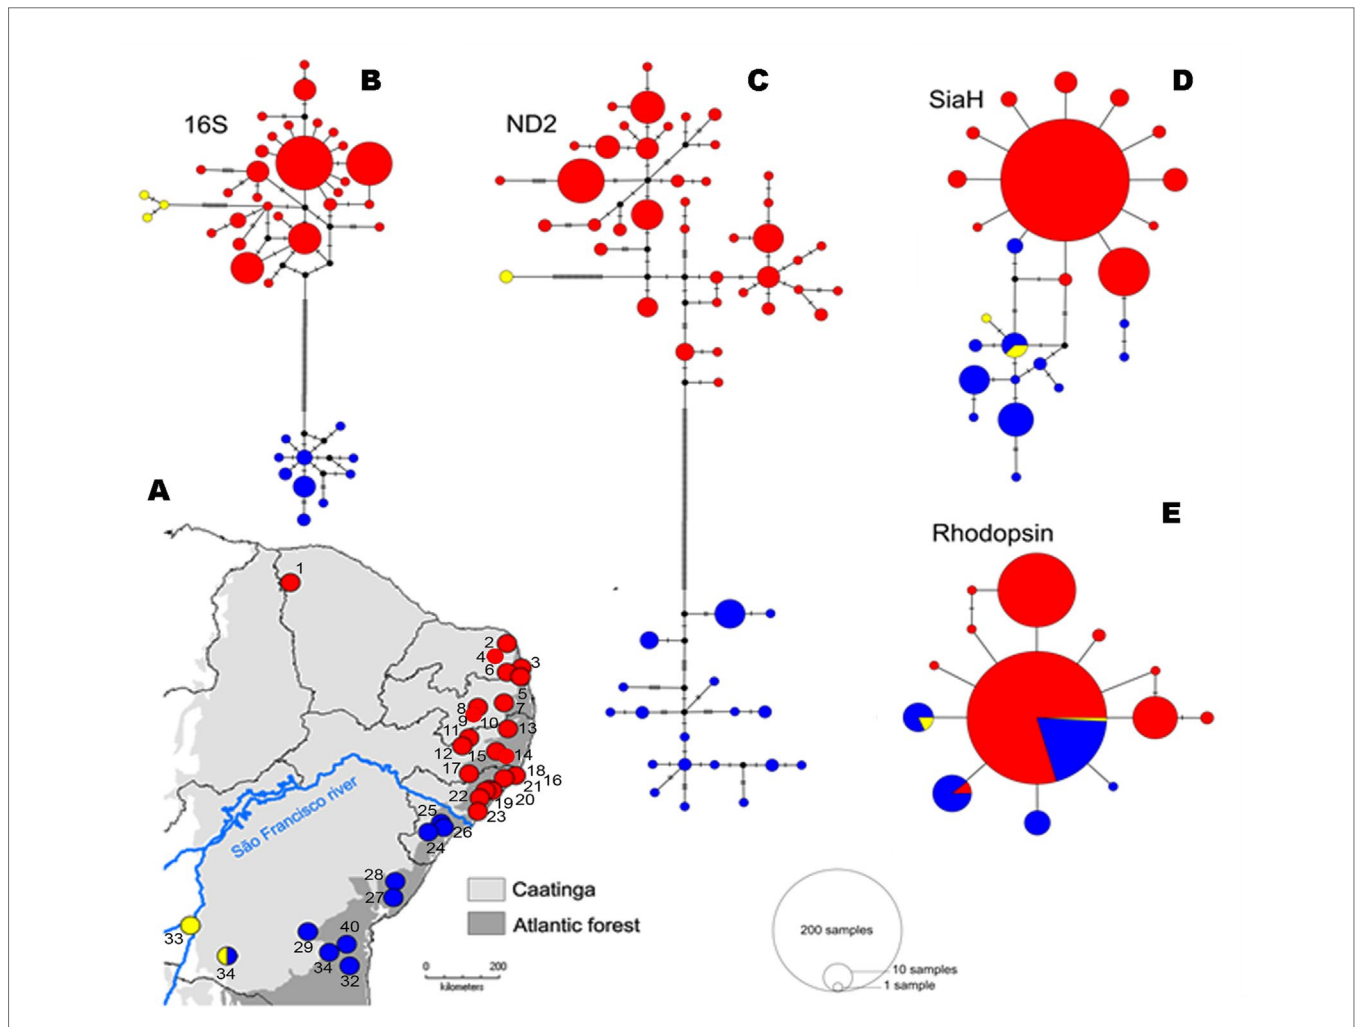 B
C
D
16S
ND2
SiaH
A
E
Rhodopsin
1
2
4
3
6
5
8
7
9
10
13
11
12
15
14
17
18
16
21
22
19
20
23
25
26
24
São Francisco river
28
27
Caatinga
Atlantic forest
33
29
40
34
34
32
0 200
kilometers
200 samples
10 samples
1 sample